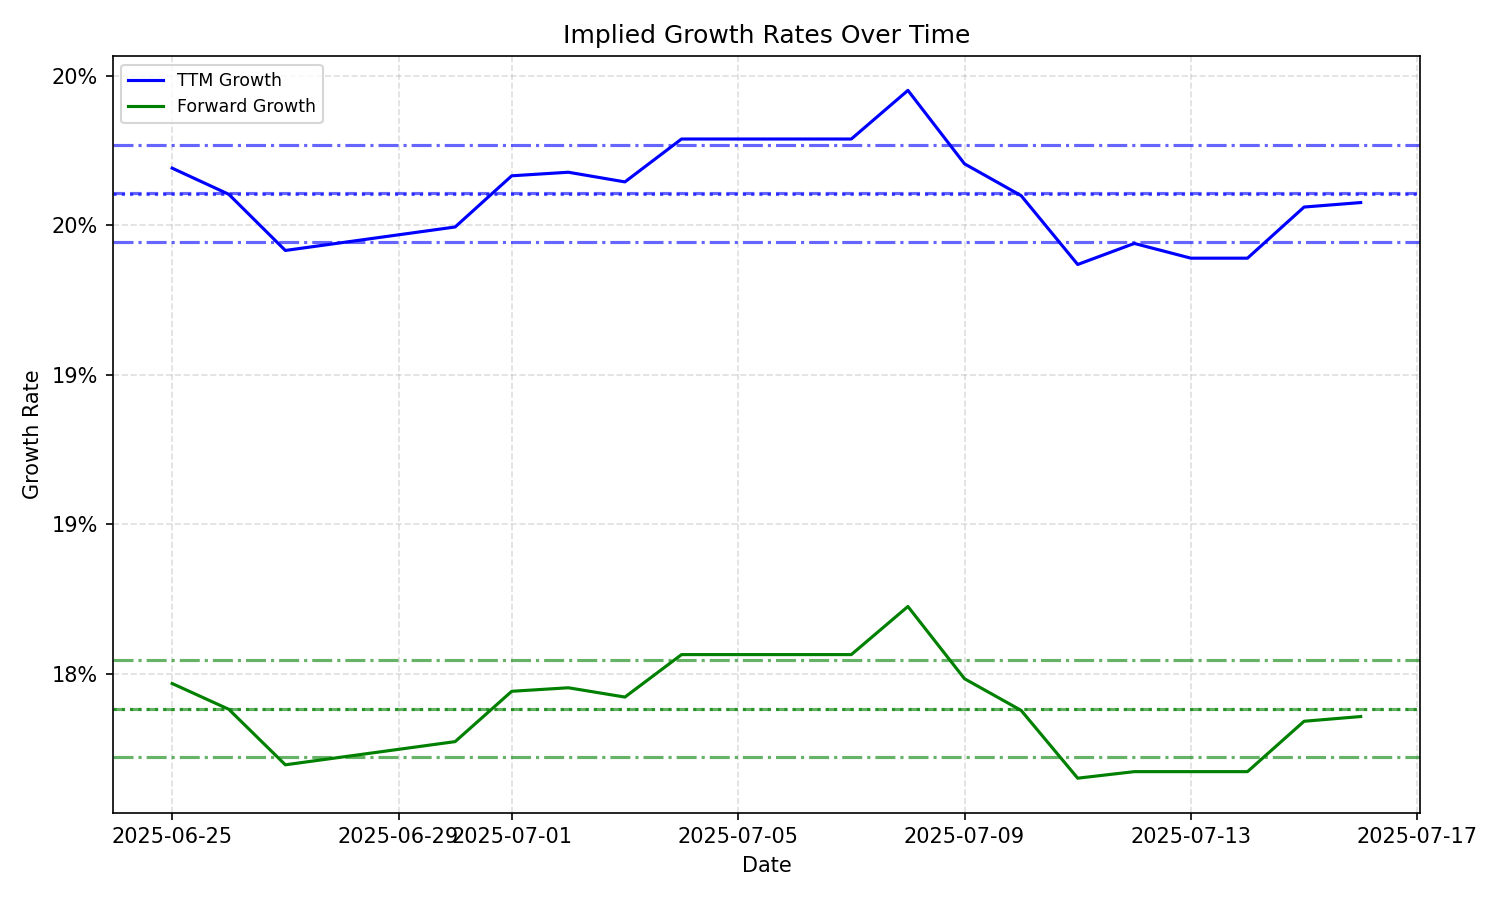 Implied Growth Rates Over Time
TTM Growth
Forward Growth
20%
20%
19%
19%
18%
Growth Rate
2025-06-25
2025-06-29
2025-07-01
2025-07-05
2025-07-09
2025-07-13
2025-07-17
Date